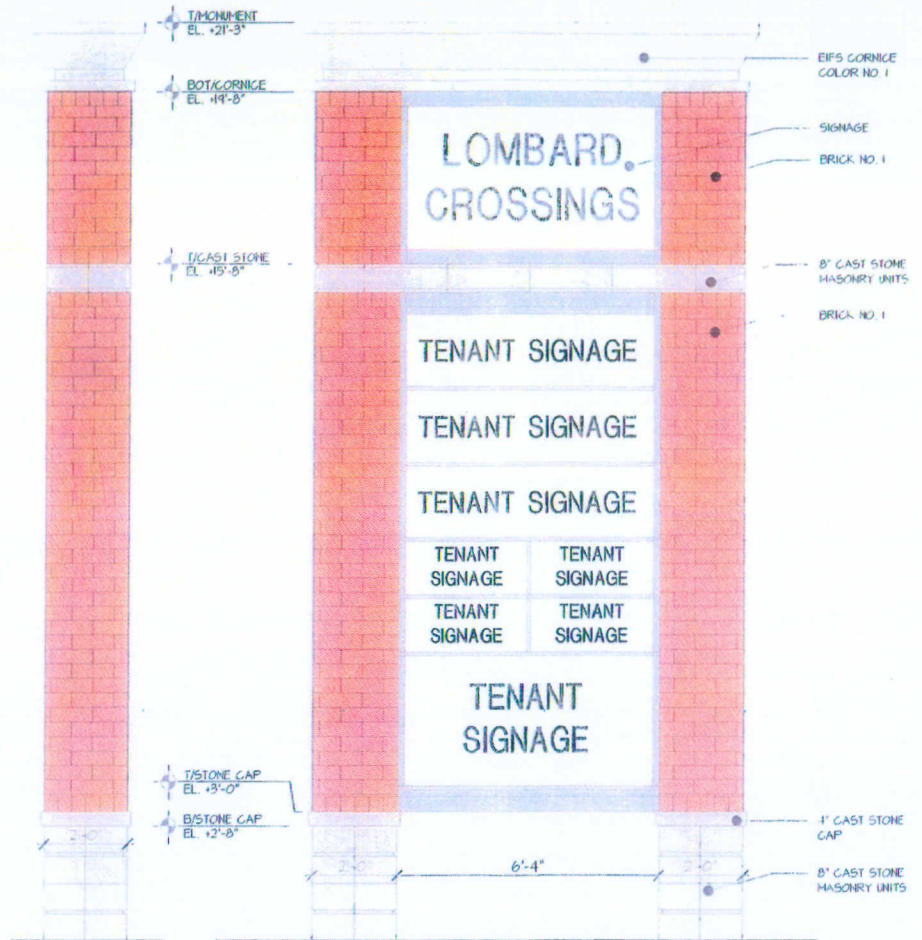 T/MONUMENT
EL. +21'-3"
EIFS CORNICE
COLOR NO. 1
BOT/CORNICE
EL. +19'-8"
SIGNAGE
BRICK NO. 1
LOMBARD
CROSSINGS
T/CAST STONE
EL. +15'-8"
8" CAST STONE
MASONRY UNITS
BRICK NO. 1
TENANT SIGNAGE
TENANT SIGNAGE
TENANT SIGNAGE
TENANT
SIGNAGE
TENANT
SIGNAGE
TENANT
SIGNAGE
TENANT
SIGNAGE
TENANT
SIGNAGE
T/STONE CAP
EL. +3'-0"
B/STONE CAP
EL. +2'-8"
4" CAST STONE
CAP
2'-0"
2'-0"
6'-4"
2'-0"
8" CAST STONE
MASONRY UNITS